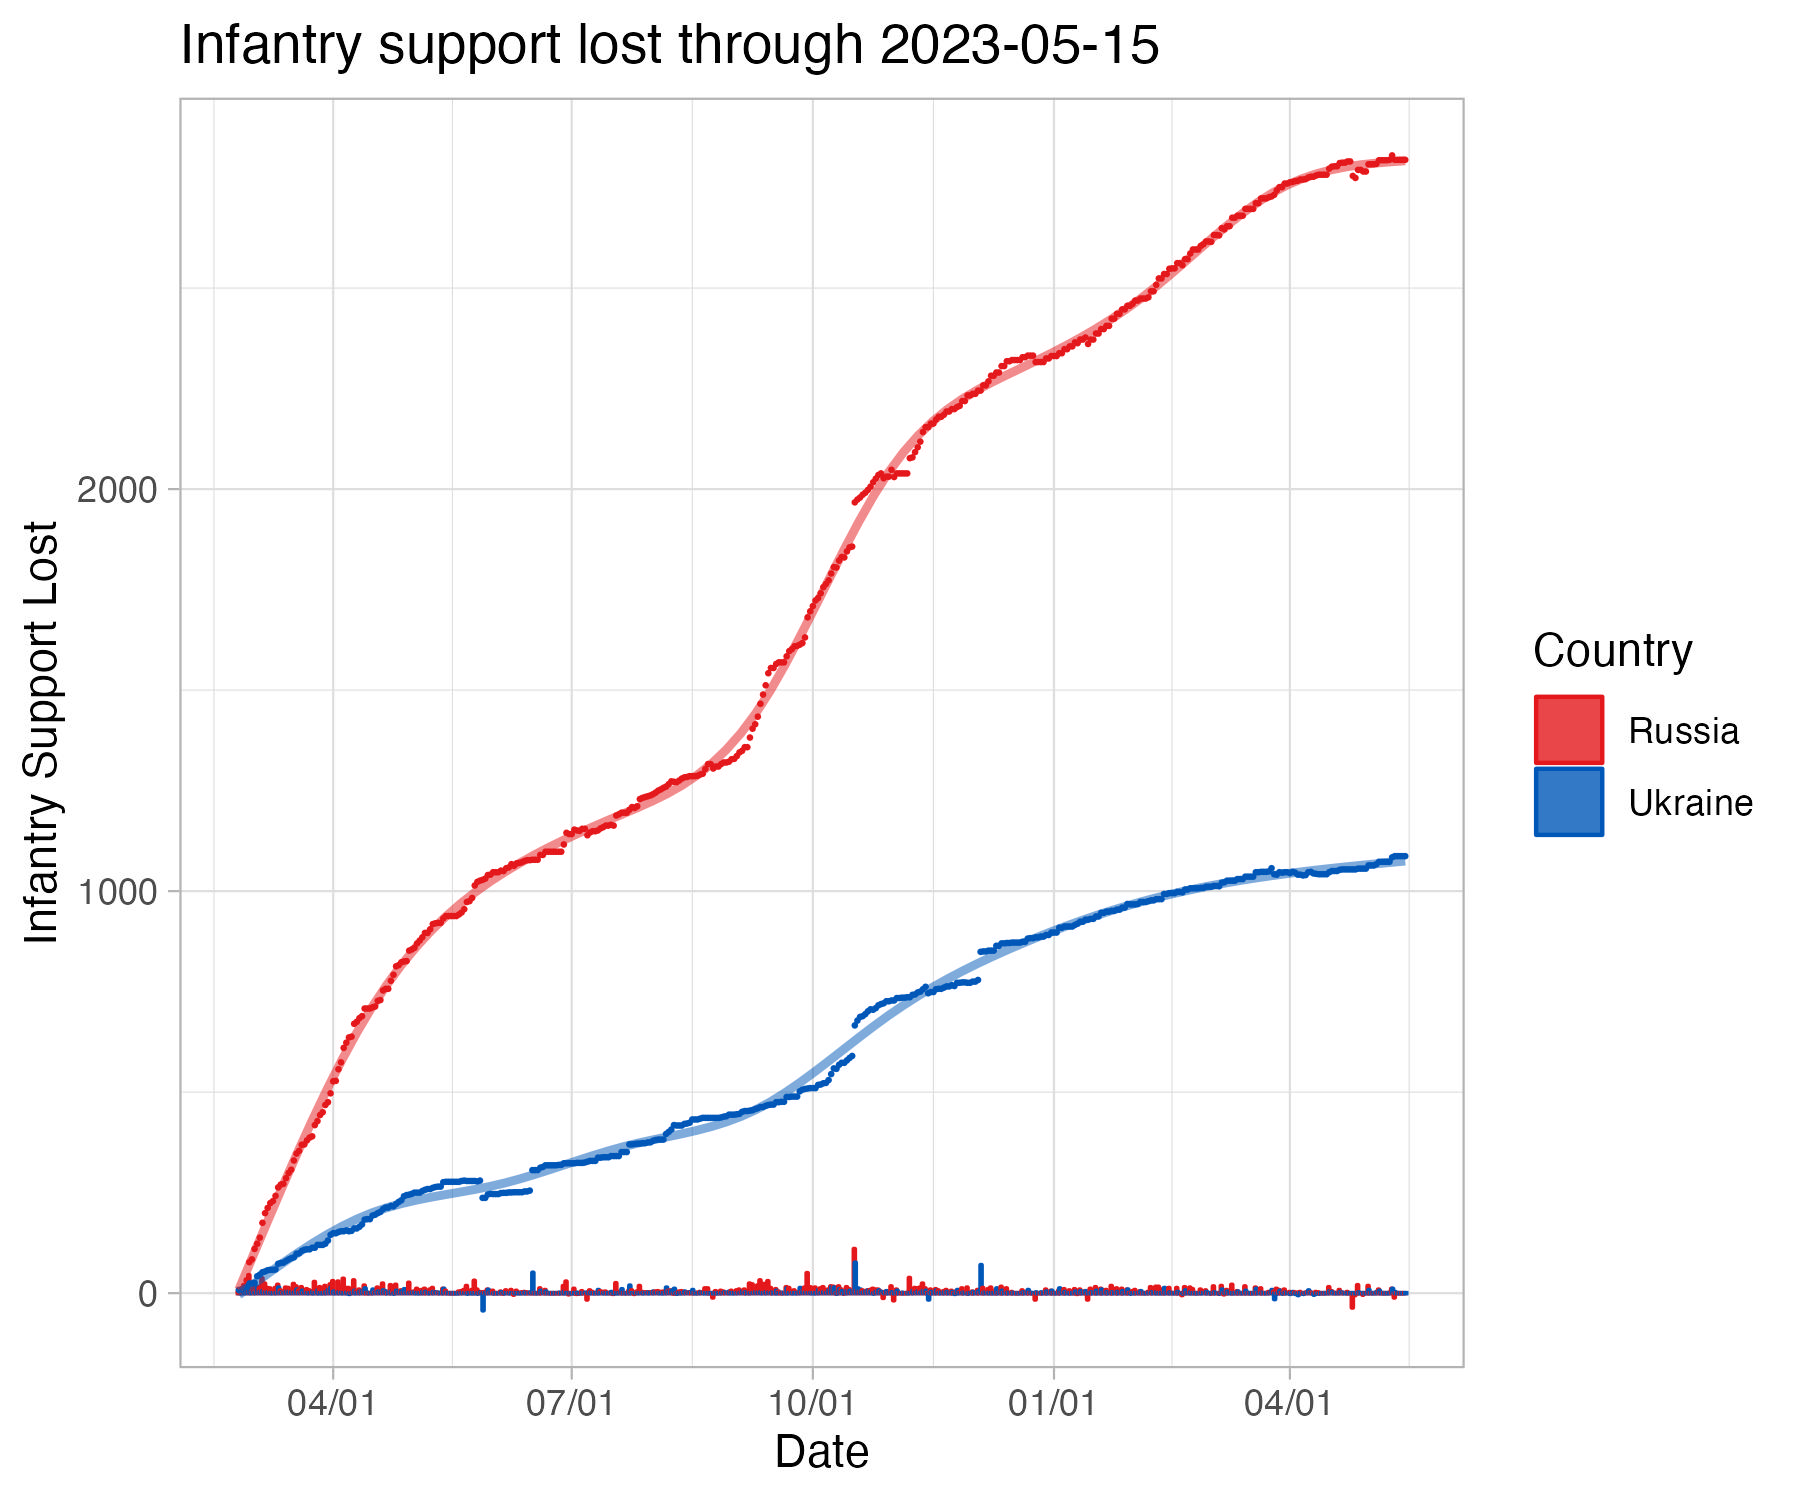 Infantry support lost through 2023-05-15
Infantry Support Lost
2000
1000
0
04/01
07/01
10/01
01/01
04/01
Date
Country
Russia
Ukraine